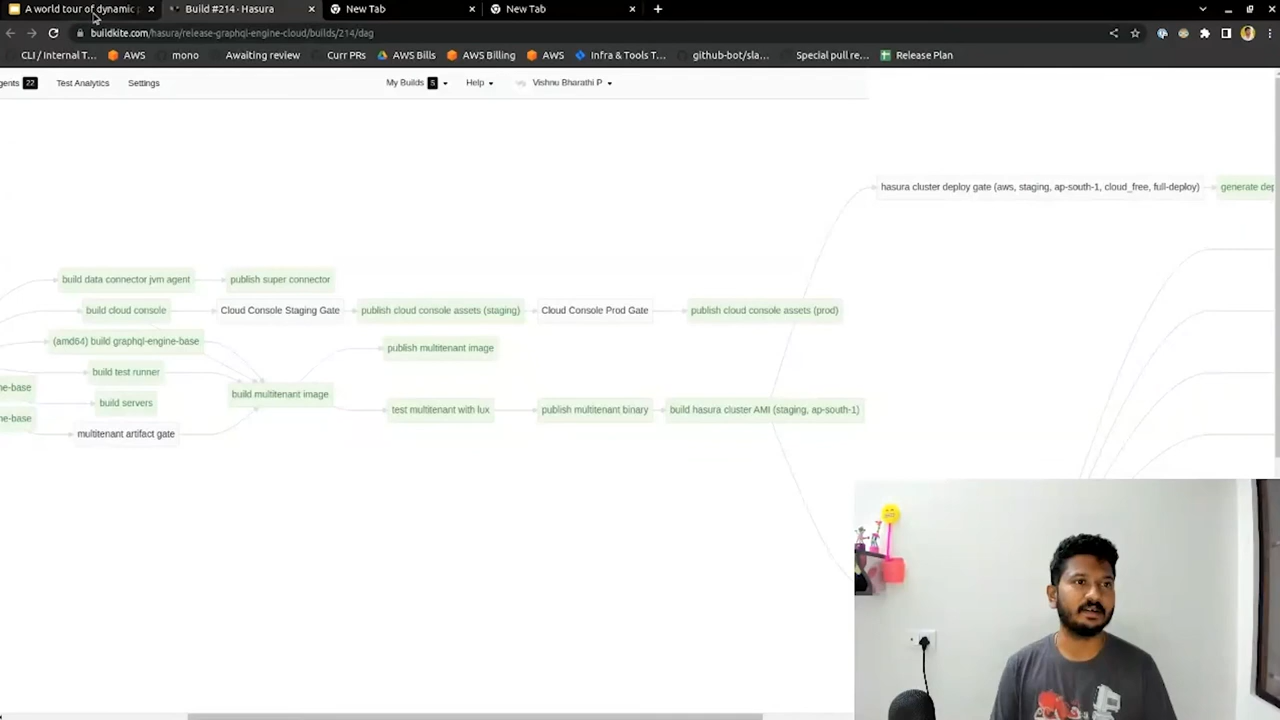 A world tour of dynamic
Build #214 · Hasura
New Tab
New Tab
buildkite.com/hasura/release-graphql-engine-cloud/builds/214/dag
CLI / Internal T...
AWS
mono
Awaiting review
Curr PRs
AWS Bills
AWS Billing
AWS
Infra & Tools T...
github-bot/sla...
Special pull re...
Release Plan
gents 22
Test Analytics
Settings
My Builds 5
Help
Vishnu Bharathi P
hasura cluster deploy gate (aws, staging, ap-south-1, cloud_free, full-deploy)
generate dep
build data connector jvm agent
publish super connector
build cloud console
Cloud Console Staging Gate
publish cloud console assets (staging)
Cloud Console Prod Gate
publish cloud console assets (prod)
(amd64) build graphql-engine-base
publish multitenant image
build test runner
ne-base
build multitenant image
build servers
test multitenant with lux
publish multitenant binary
build hasura cluster AMI (staging, ap-south-1)
ne-base
multitenant artifact gate